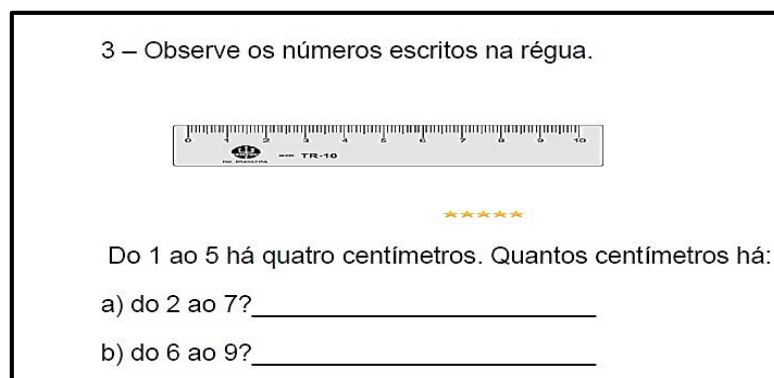 3 – Observe os números escritos na régua.
0 1 2 3 4 5 6 7 8 9 10
TR-10
Do 1 ao 5 há quatro centímetros. Quantos centímetros há:
a) do 2 ao 7?
b) do 6 ao 9?